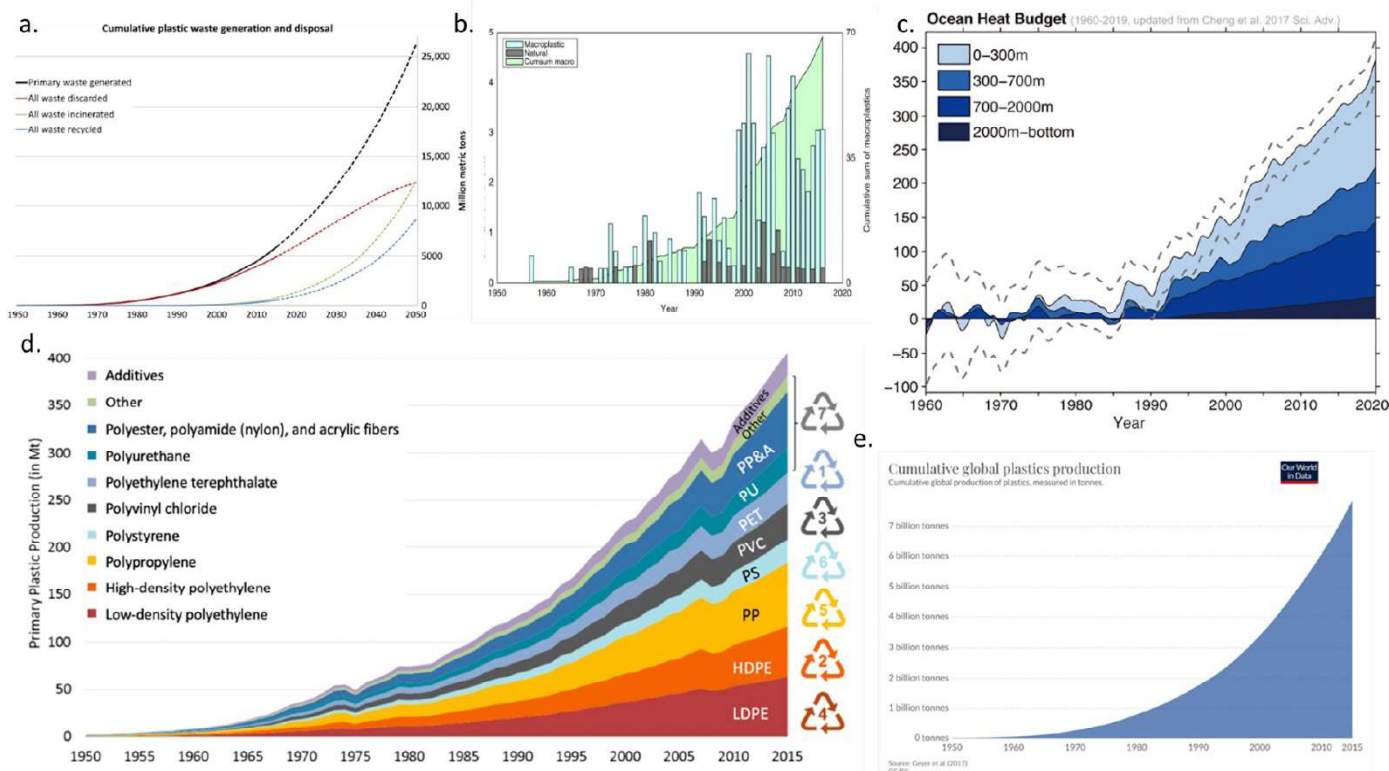 a.
Cumulative plastic waste generation and disposal
Primary waste generated
All waste discarded
All waste incinerated
All waste recycled
25,000
20,000
15,000
10,000
5000
0
Million metric tons
1950 1960 1970 1980 1990 2000 2010 2020 2030 2040 2050
b.
Macroplastic
Natural
Cumsum macro
5
4
3
2
1
0
70
35
0
Cumulative sum of macroplastics
1950 1960 1970 1980 1990 2000 2010 2020
Year
c.
Ocean Heat Budget (1960-2019, updated from Cheng et al. 2017 Sci. Adv.)
0–300m
300–700m
700–2000m
2000m–bottom
400
350
300
250
200
150
100
50
0
−50
−100
1960 1970 1980 1990 2000 2010 2020
Year
d.
Primary Plastic Production (in Mt)
400
350
300
250
200
150
100
50
0
Additives
Other
Polyester, polyamide (nylon), and acrylic fibers
Polyurethane
Polyethylene terephthalate
Polyvinyl chloride
Polystyrene
Polypropylene
High-density polyethylene
Low-density polyethylene
Additives
Other
PP&A
PU
PET
PVC
PS
PP
HDPE
LDPE
7
1
3
6
5
2
4
1950 1955 1960 1965 1970 1975 1980 1985 1990 1995 2000 2005 2010 2015
e.
Cumulative global plastics production
Cumulative global production of plastics, measured in tonnes.
Our World
in Data
7 billion tonnes
6 billion tonnes
5 billion tonnes
4 billion tonnes
3 billion tonnes
2 billion tonnes
1 billion tonnes
0 tonnes
1950 1960 1970 1980 1990 2000 2010 2015
Source: Geyer et al. (2017)
CC BY